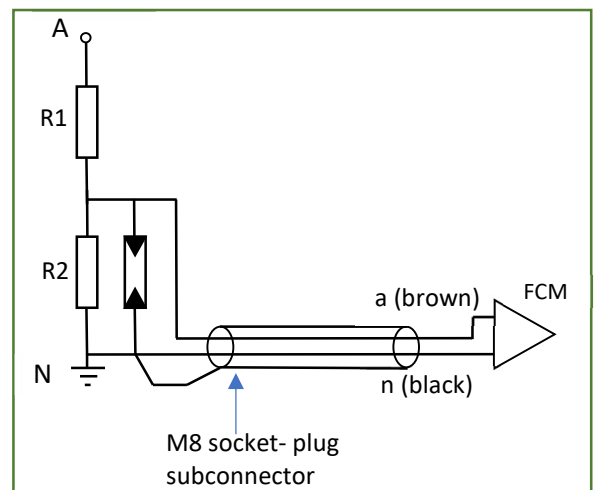 A
R1
R2
a (brown)
FCM
N
n (black)
M8 socket- plug
subconnector